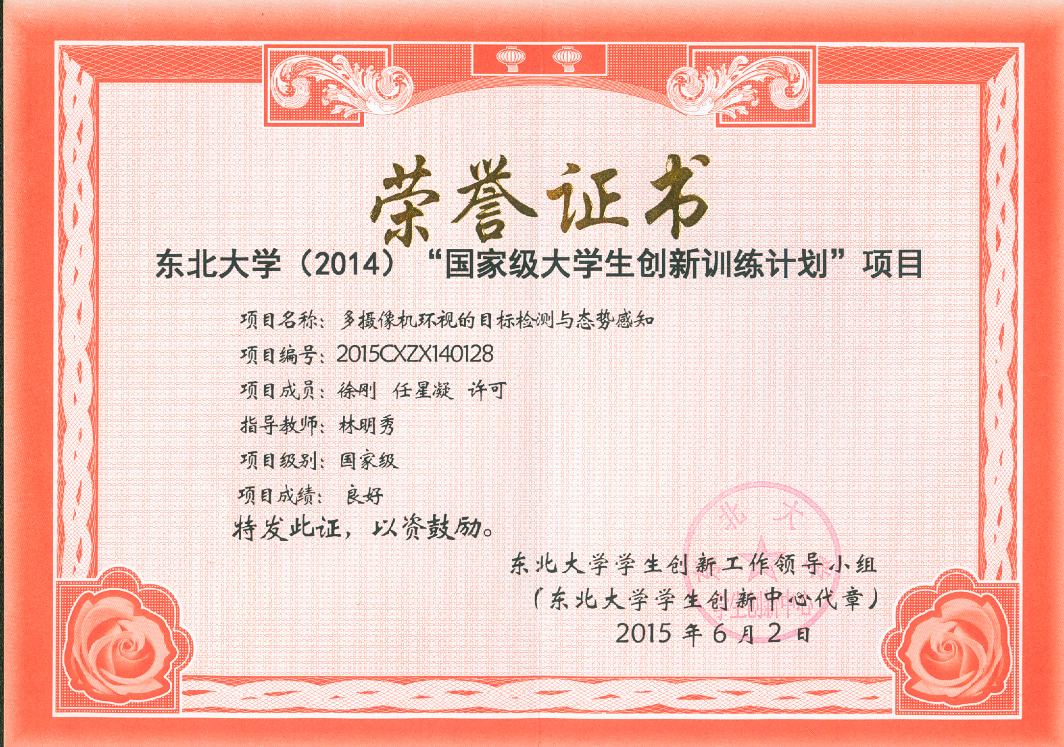 荣誉证书
东北大学（2014）“国家级大学生创新训练计划”项目
项目名称：多摄像机环视的目标检测与态势感知
项目编号：2015CXZX140128
项目成员：徐刚 任星凝 许可
指导教师：林明秀
项目级别：国家级
项目成绩：良好
特发此证，以资鼓励。
东北大学学生创新工作领导小组
（东北大学学生创新中心代章）
2015年6月2日